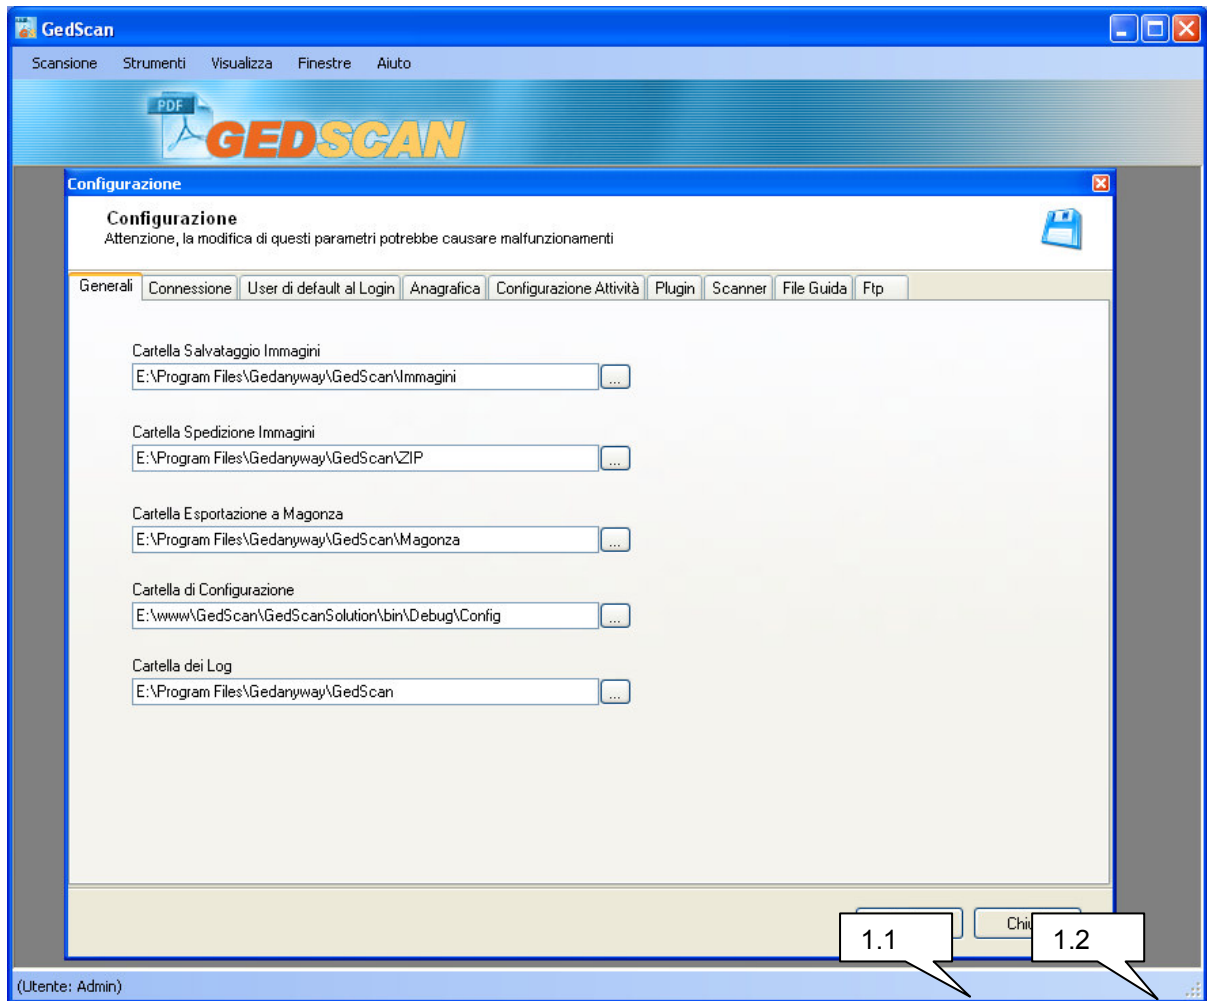 GedScan
Scansione Strumenti Visualizza Finestre Aiuto
PDF
GEDSCAN
Configurazione
Configurazione
Attenzione, la modifica di questi parametri potrebbe causare malfunzionamenti
Generali Connessione User di default al Login Anagrafica Configurazione Attività Plugin Scanner File Guida Ftp
Cartella Salvataggio Immagini
E:\Program Files\Gedanyway\GedScan\Immagini ...
Cartella Spedizione Immagini
E:\Program Files\Gedanyway\GedScan\ZIP ...
Cartella Esportazione a Magonza
E:\Program Files\Gedanyway\GedScan\Magonza ...
Cartella di Configurazione
E:\www\GedScan\GedScanSolution\bin\Debug\Config ...
Cartella dei Log
E:\Program Files\Gedanyway\GedScan ...
1.1 1.2
(Utente: Admin)